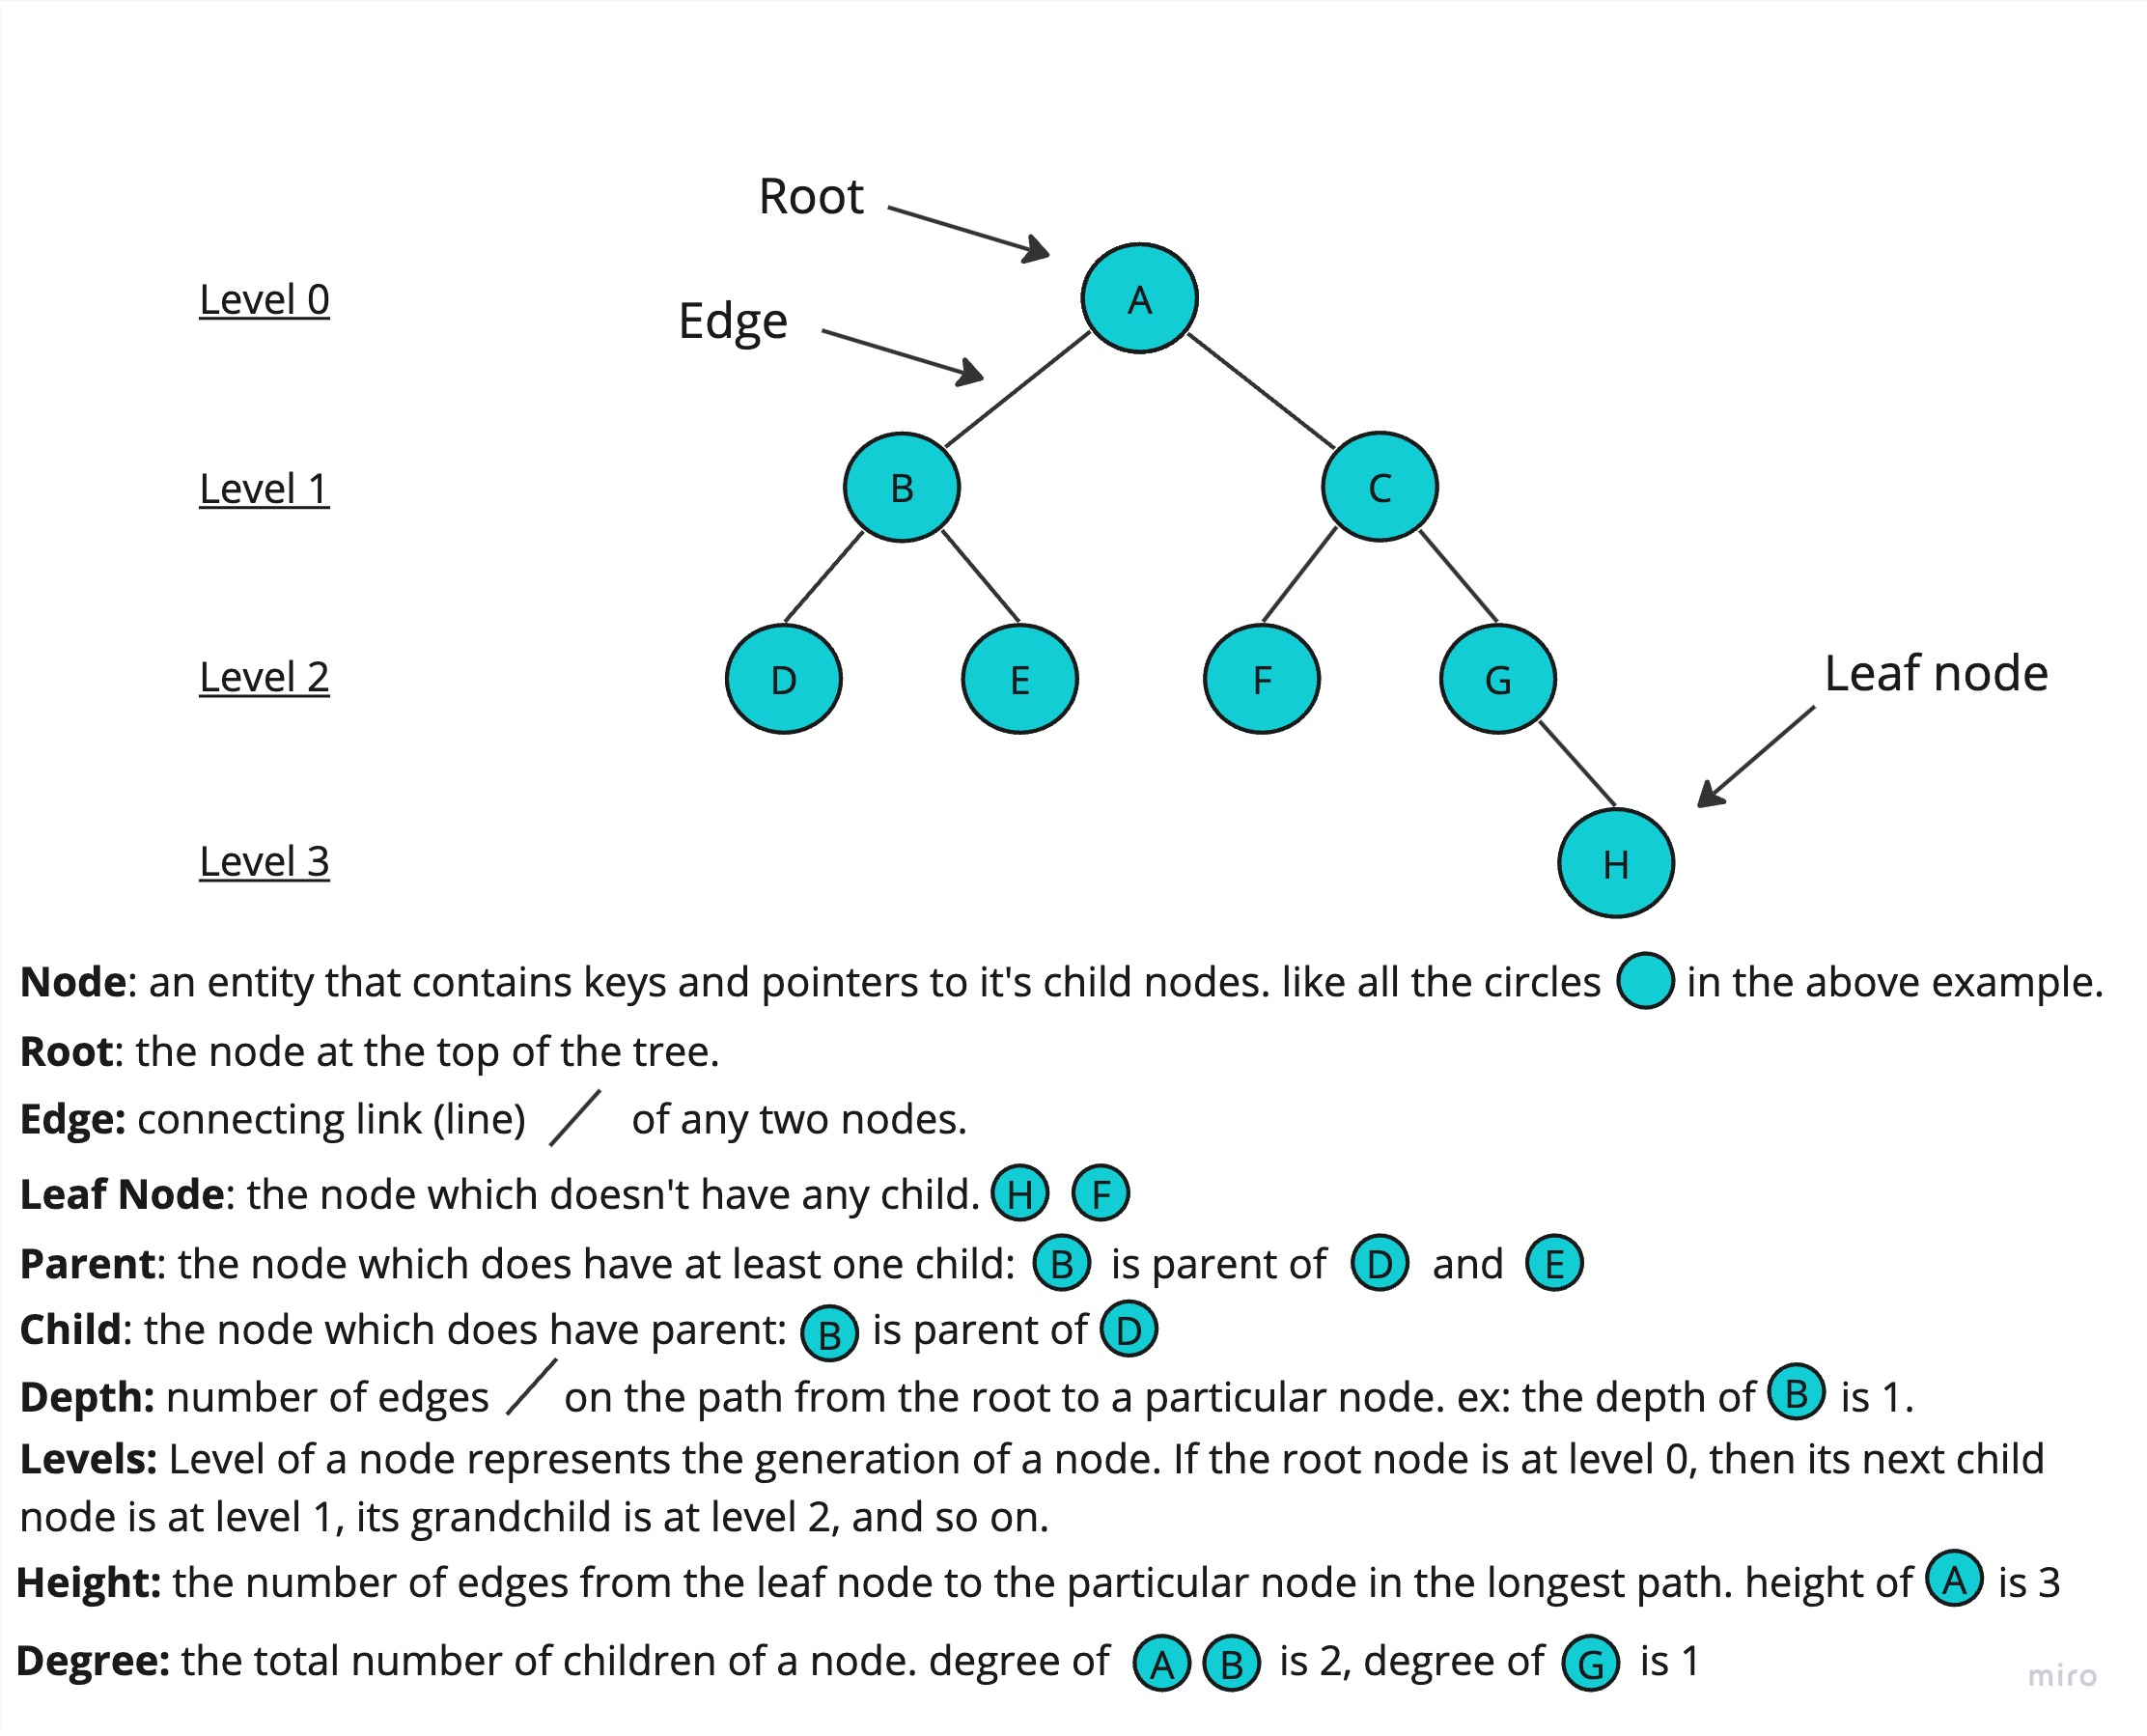 Root
Level 0
A
Edge
Level 1
B
C
Level 2
D
E
F
G
Leaf node
Level 3
H
Node: an entity that contains keys and pointers to it's child nodes. like all the circles in the above example.
Root: the node at the top of the tree.
Edge: connecting link (line) of any two nodes.
Leaf Node: the node which doesn't have any child. H F
Parent: the node which does have at least one child: B is parent of D and E
Child: the node which does have parent: B is parent of D
Depth: number of edges on the path from the root to a particular node. ex: the depth of B is 1.
Levels: Level of a node represents the generation of a node. If the root node is at level 0, then its next child
node is at level 1, its grandchild is at level 2, and so on.
Height: the number of edges from the leaf node to the particular node in the longest path. height of A is 3
Degree: the total number of children of a node. degree of A B is 2, degree of G is 1
miro